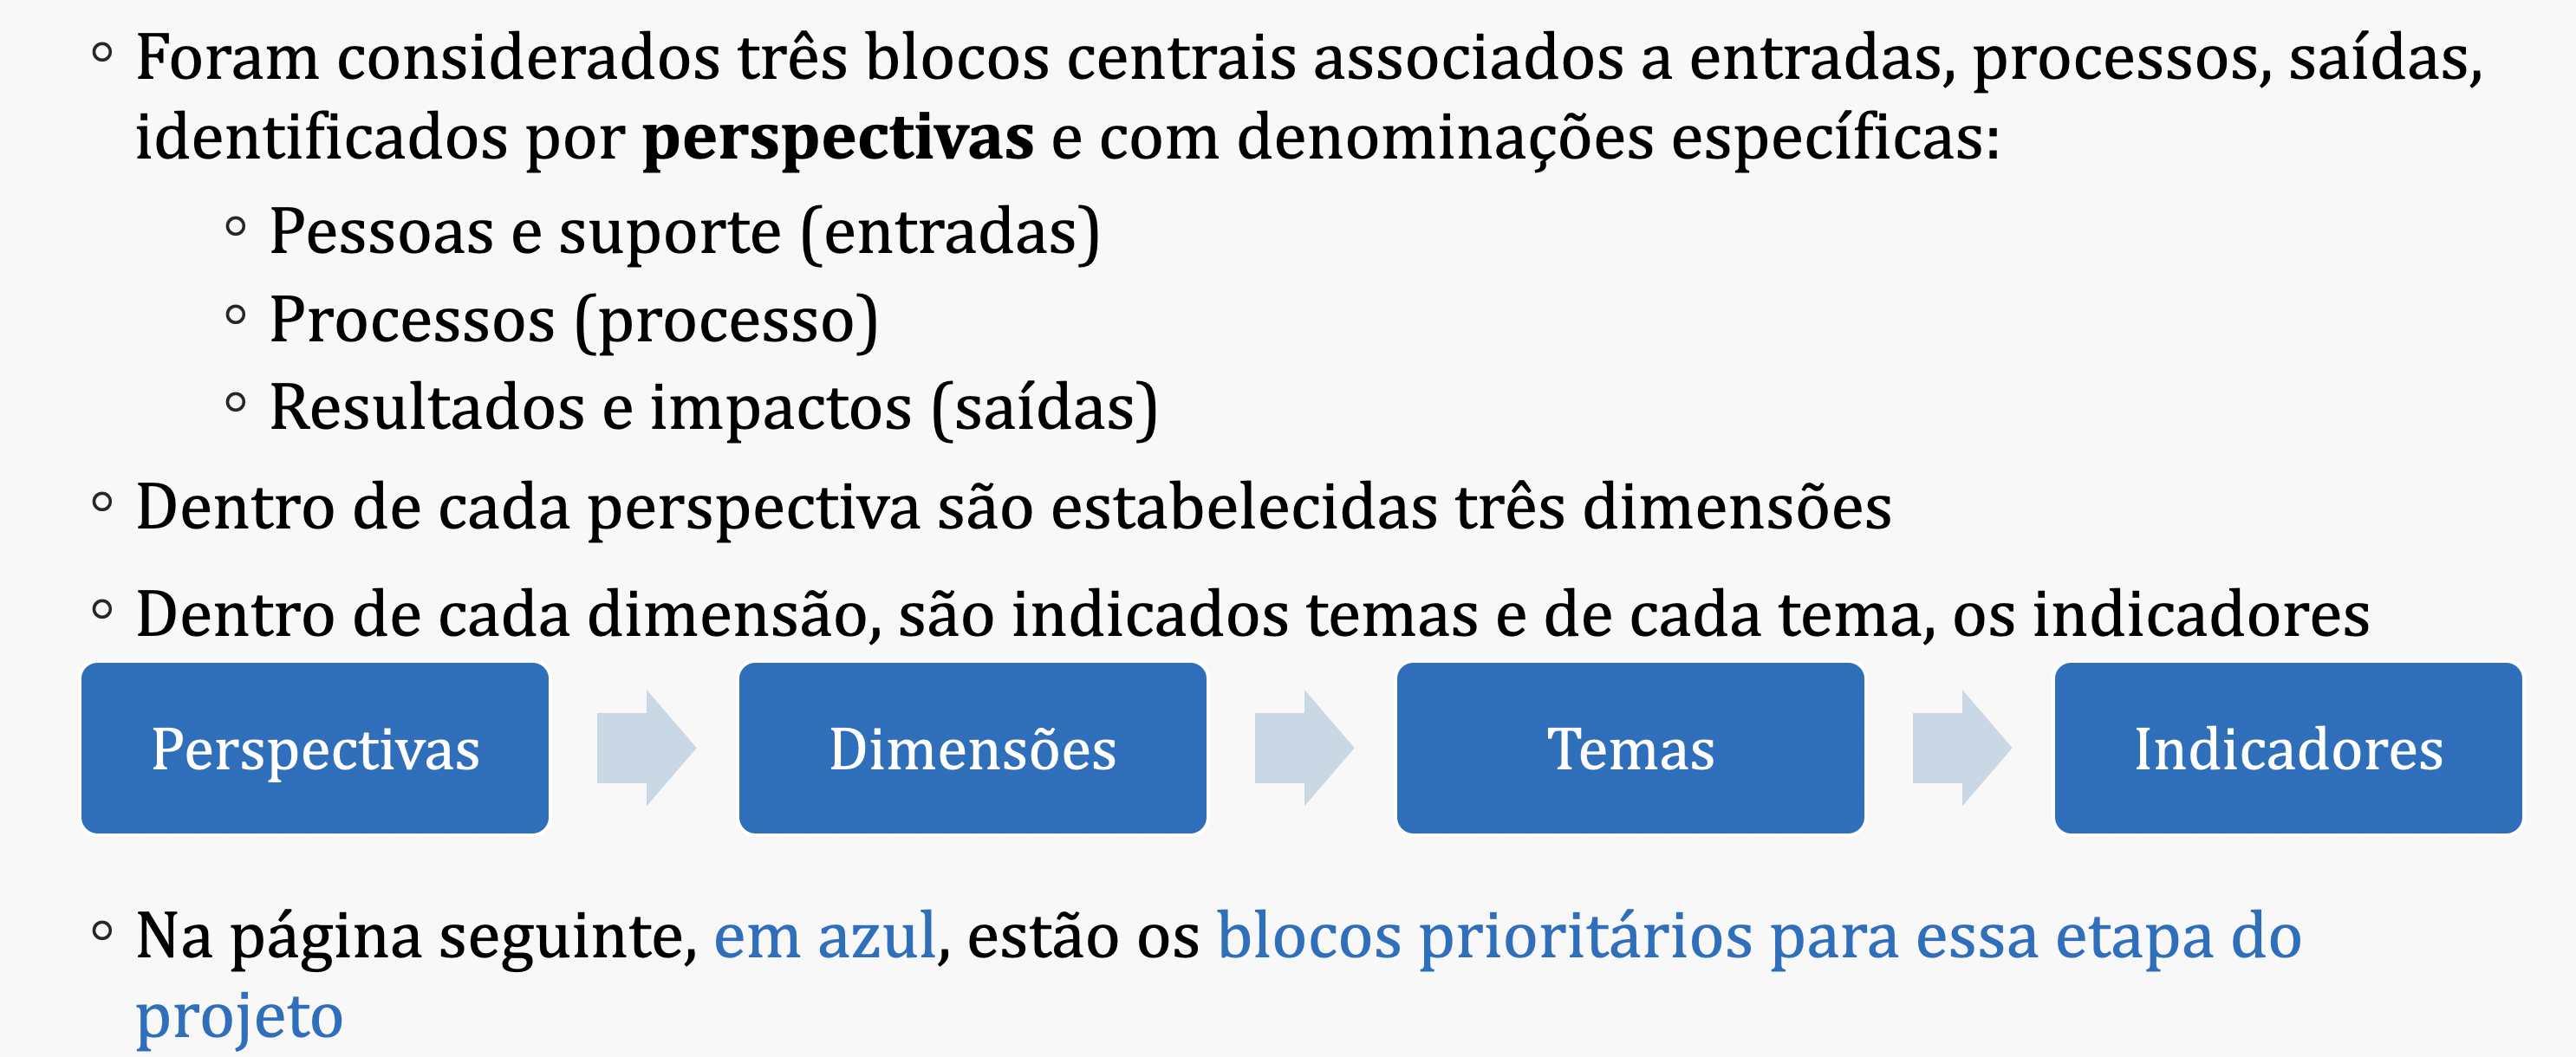 Foram considerados três blocos centrais associados a entradas, processos, saídas,
identificados por perspectivas e com denominações específicas:
Pessoas e suporte (entradas)
Processos (processo)
Resultados e impactos (saídas)
Dentro de cada perspectiva são estabelecidas três dimensões
Dentro de cada dimensão, são indicados temas e de cada tema, os indicadores
Perspectivas
Dimensões
Temas
Indicadores
Na página seguinte, em azul, estão os blocos prioritários para essa etapa do
projeto